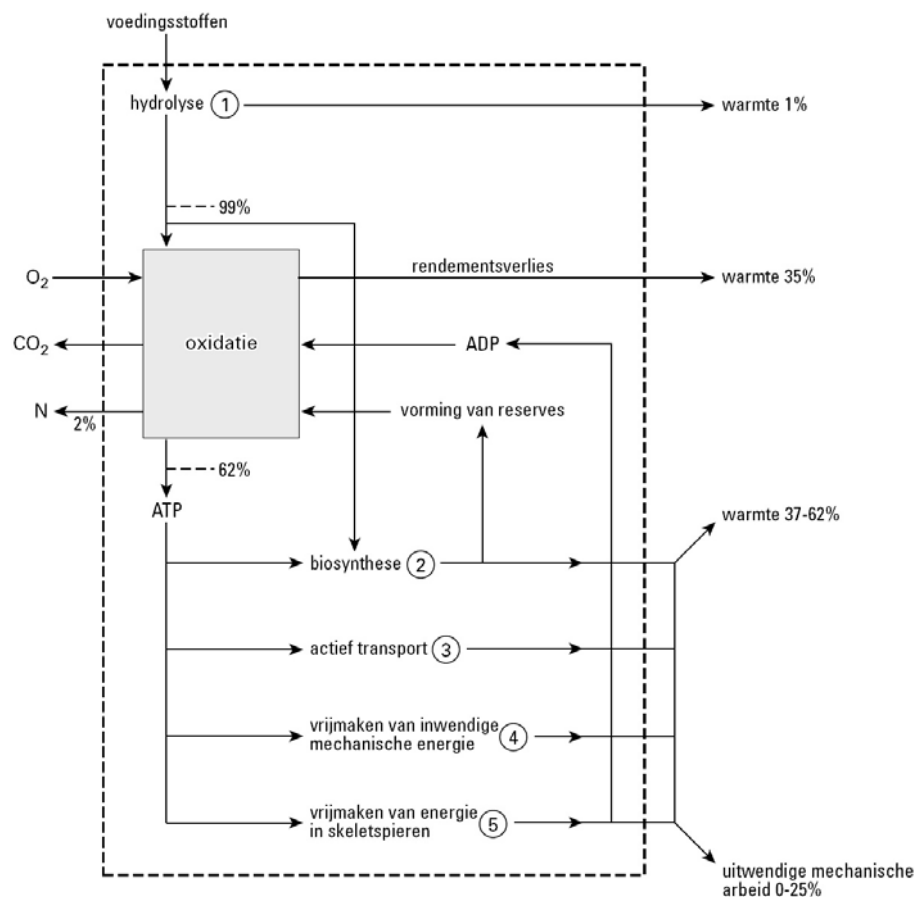 voedingsstoffen
hydrolyse 1
warmte 1%
99%
O₂
rendementsverlies
warmte 35%
oxidatie
CO₂
ADP
N
2%
vorming van reserves
62%
ATP
warmte 37-62%
biosynthese 2
actief transport 3
vrijmaken van inwendige
mechanische energie 4
vrijmaken van energie
in skeletspieren 5
uitwendige mechanische
arbeid 0-25%